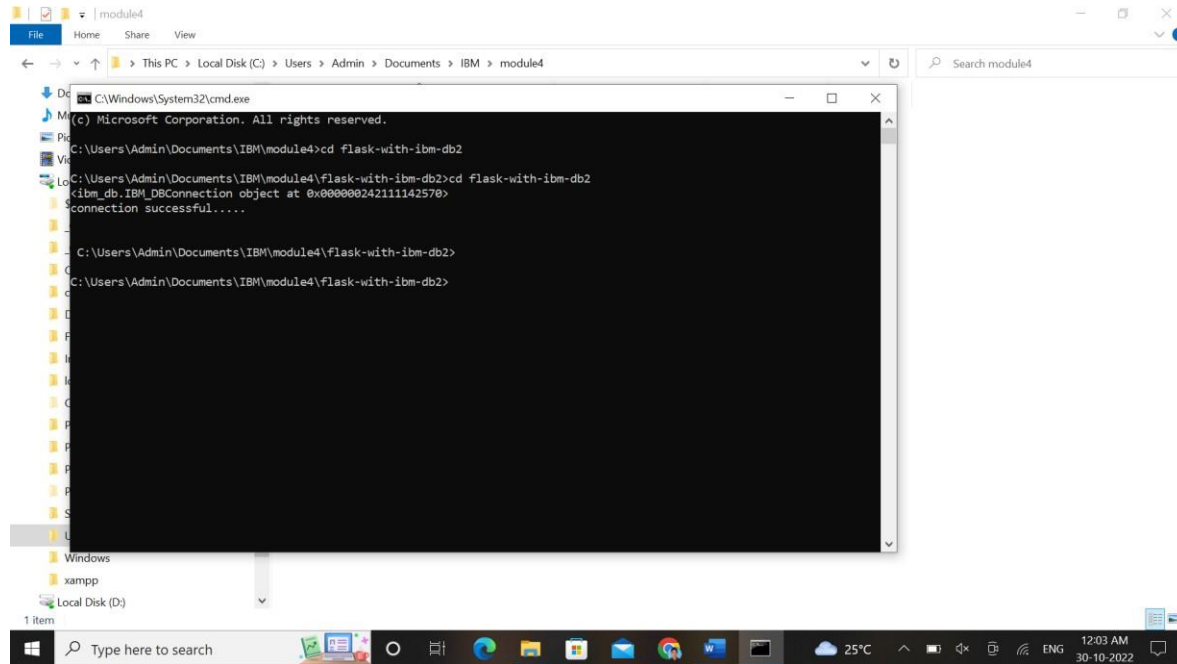 module4
File Home Share View
This PC > Local Disk (C:) > Users > Admin > Documents > IBM > module4
Search module4
C:\Windows\System32\cmd.exe
(c) Microsoft Corporation. All rights reserved.
C:\Users\Admin\Documents\IBM\module4>cd flask-with-ibm-db2
C:\Users\Admin\Documents\IBM\module4\flask-with-ibm-db2>cd flask-with-ibm-db2
<ibm_db.IBM_DBConnection object at 0x000000242111142570>
connection successful.....
C:\Users\Admin\Documents\IBM\module4\flask-with-ibm-db2>
C:\Users\Admin\Documents\IBM\module4\flask-with-ibm-db2>
Windows
xampp
Local Disk (D:)
1 item
Type here to search
25°C
ENG
12:03 AM
30-10-2022